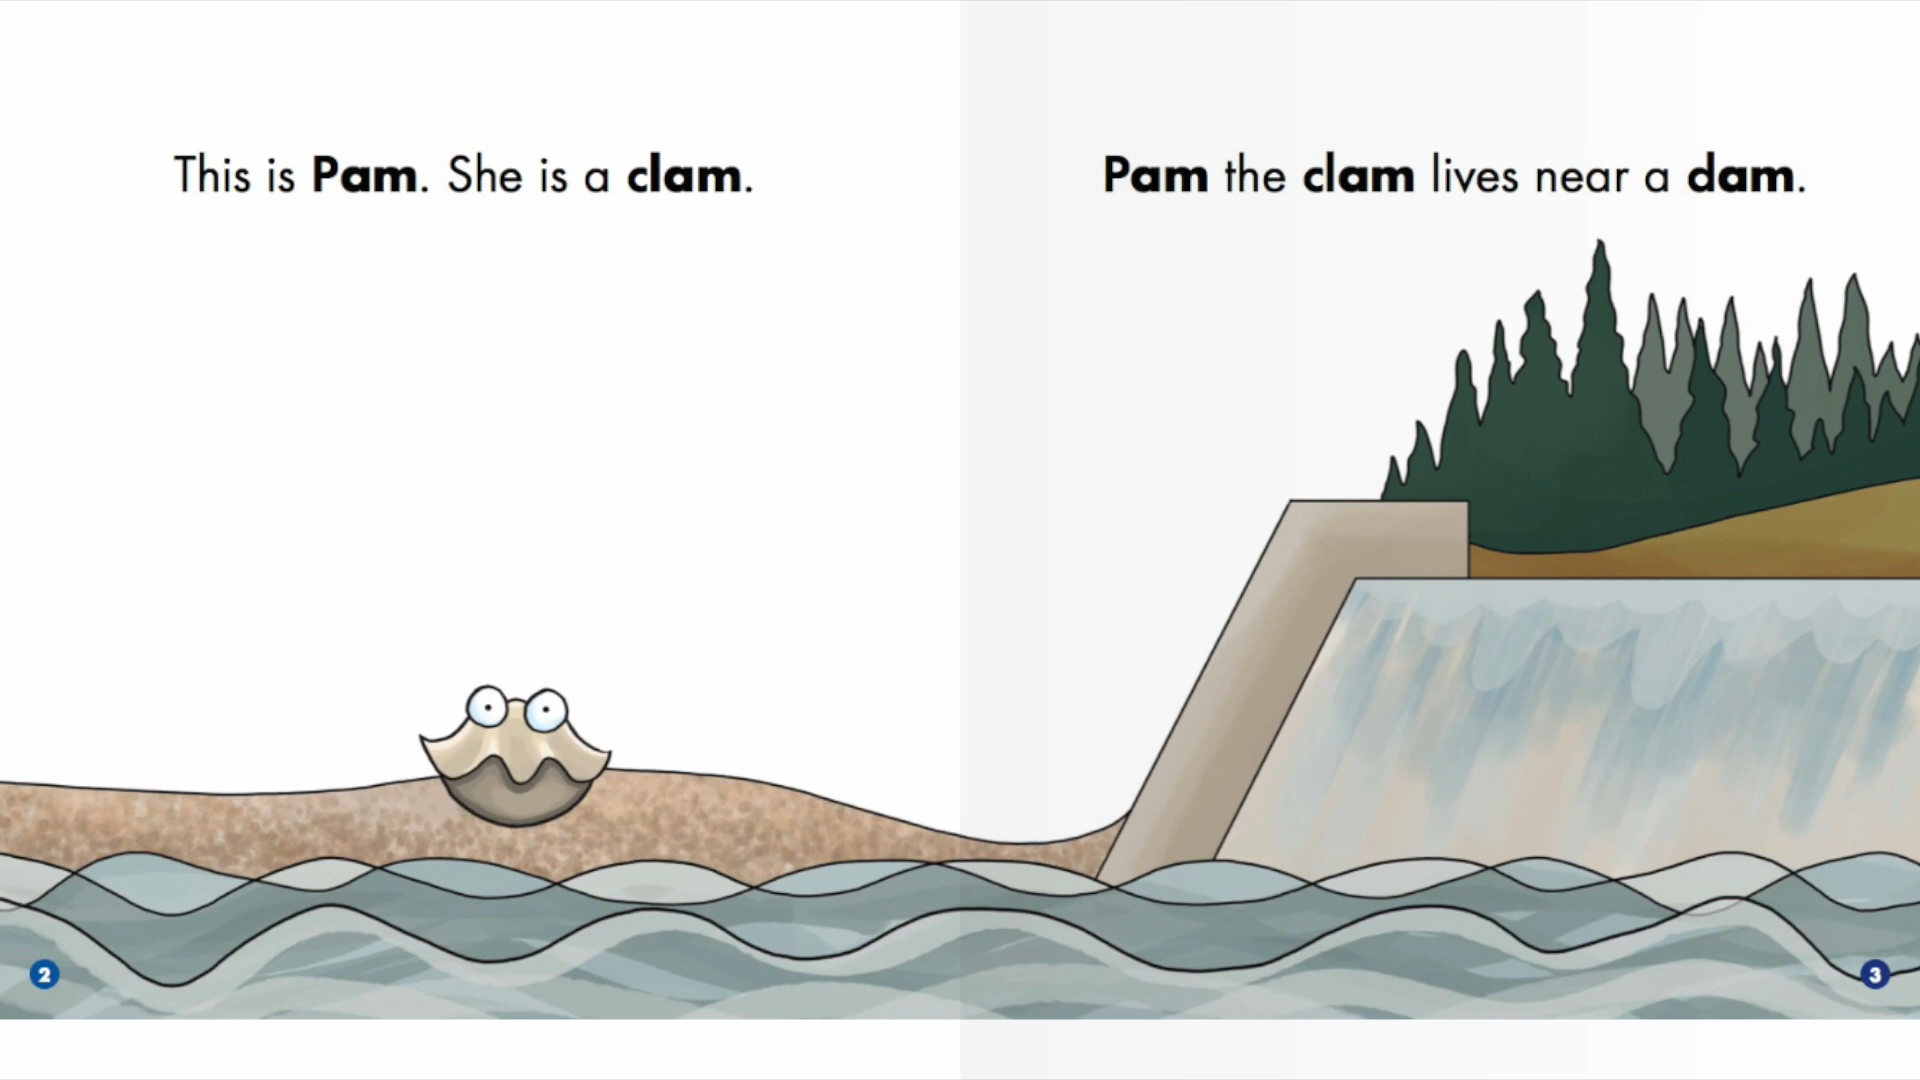 This is Pam. She is a clam.
Pam the clam lives near a dam.
2
3